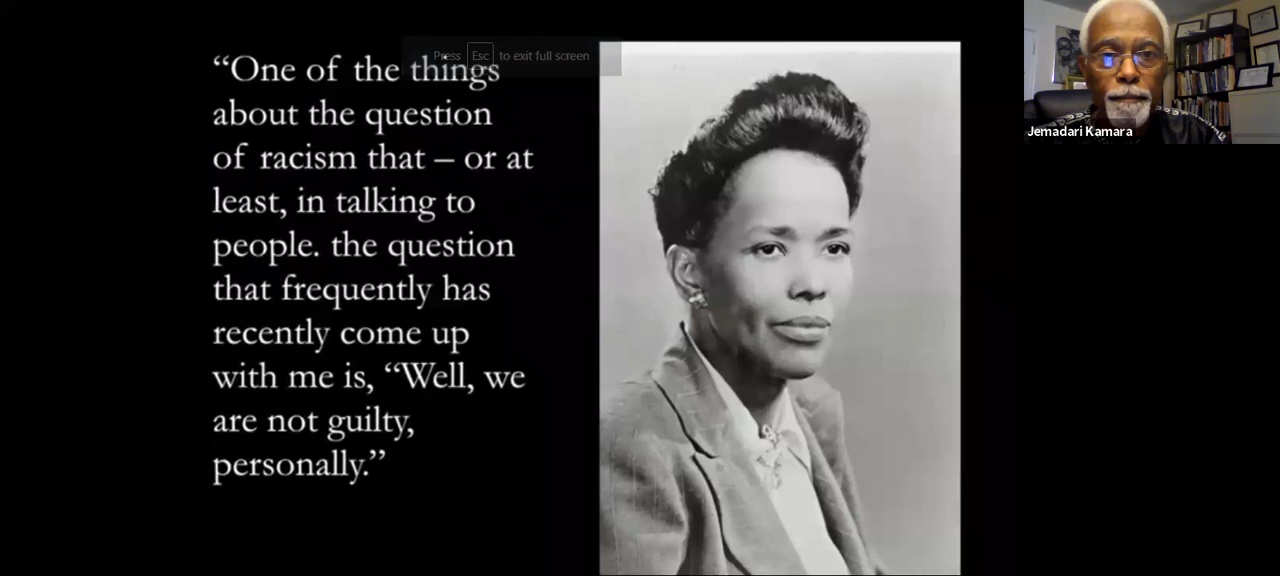 Press Esc to exit full screen
“One of the things
about the question
of racism that – or at
least, in talking to
people. the question
that frequently has
recently come up
with me is, “Well, we
are not guilty,
personally.”
Jemadari Kamara